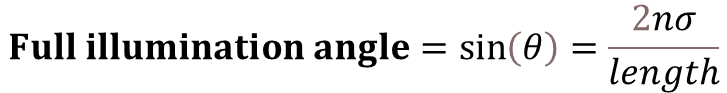 Full illumination angle = sin(θ) = 2nσ / length